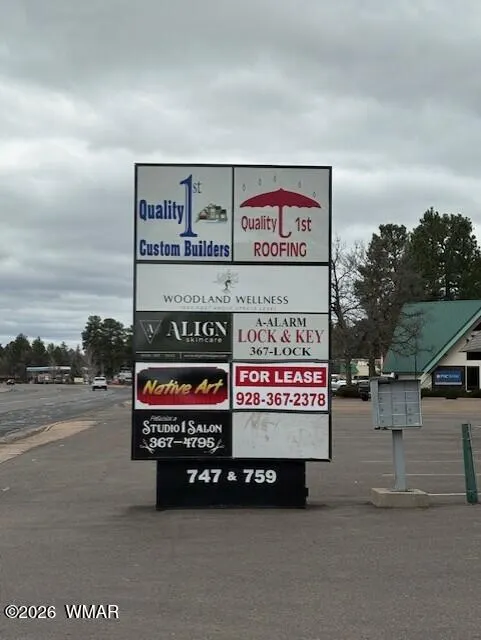 Quality 1st
Custom Builders
Quality 1st
ROOFING
WOODLAND WELLNESS
ALIGN
skincare
A-ALARM
LOCK & KEY
367-LOCK
Native Art
FOR LEASE
928-367-2378
STUDIO 1 SALON
367-4795
747 & 759
©2026 WMAR